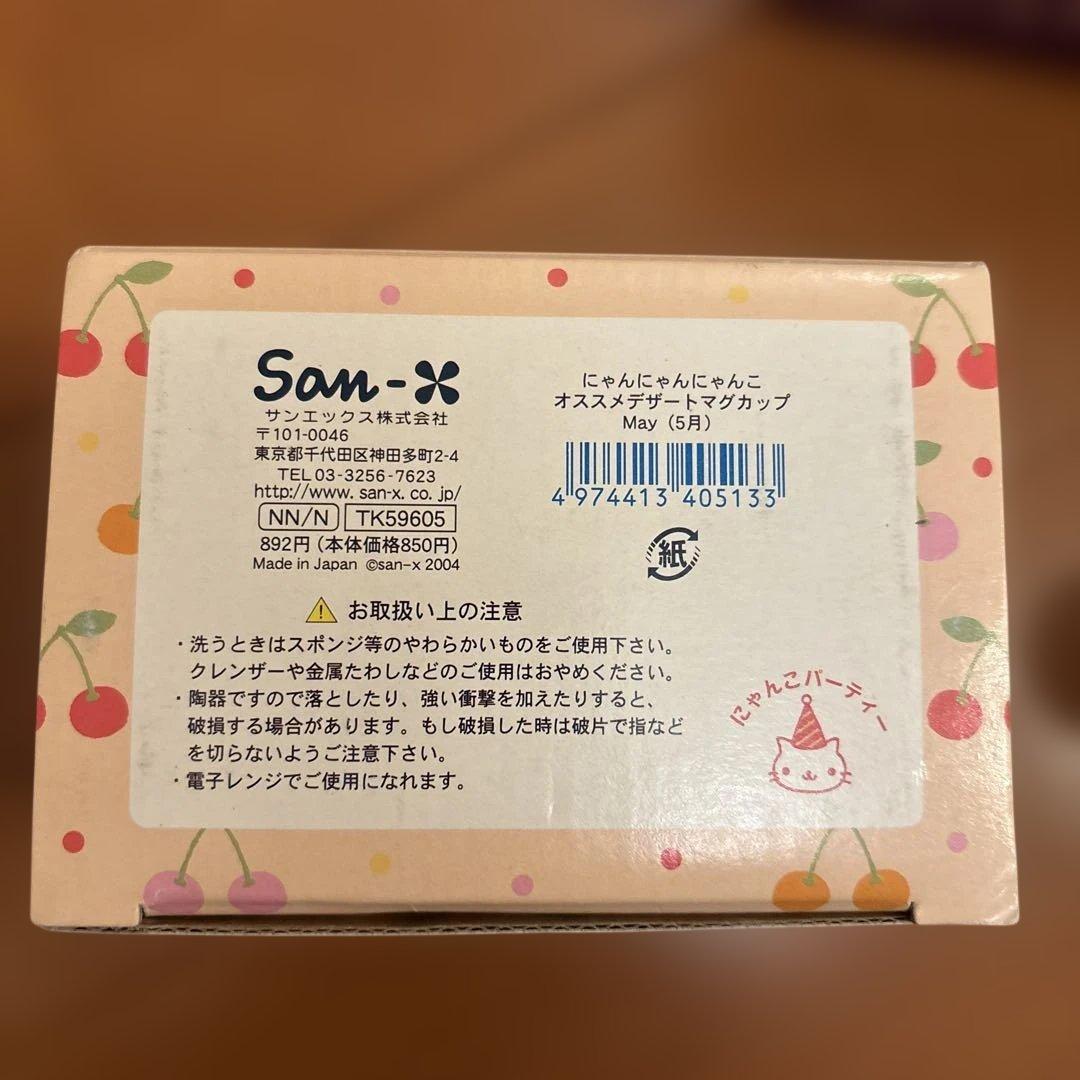 San-X
サンエックス株式会社
〒101-0046
東京都千代田区神田多町2-4
TEL 03-3256-7623
http://www. san-x. co. jp/
NN/N TK59605
892円(本体価格850円)
Made in Japan ©san-x 2004
にゃんにゃんにゃんこ
オススメデザートマグカップ
May(5月)
4 974413 405133
紙
お取扱い上の注意
・洗うときはスポンジ等のやわらかいものをご使用下さい。
クレンザーや金属たわしなどのご使用はおやめください。
・陶器ですので落としたり、強い衝撃を加えたりすると、
破損する場合があります。もし破損した時は破片で指など
を切らないようご注意下さい。
・電子レンジでご使用になれます。
にゃんこパーティー